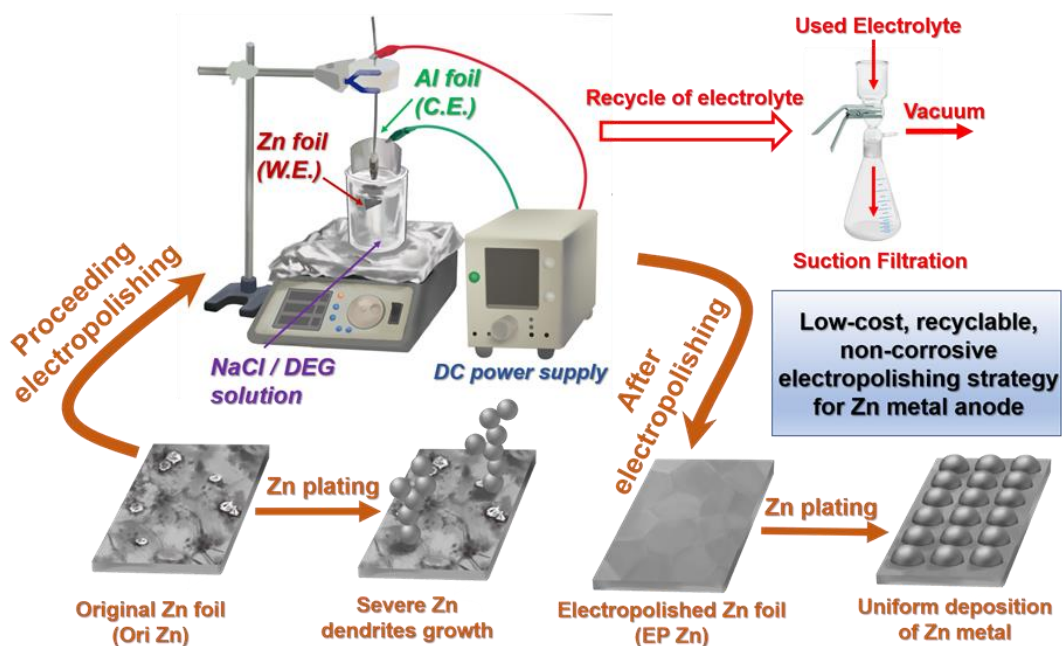 Used Electrolyte
Al foil
(C.E.)
Recycle of electrolyte
Vacuum
Zn foil
(W.E.)
Suction Filtration
Proceeding
electropolishing
NaCl / DEG
solution
DC power supply
After
electropolishing
Low-cost, recyclable,
non-corrosive
electropolishing strategy
for Zn metal anode
Zn plating
Zn plating
Original Zn foil
(Ori Zn)
Severe Zn
dendrites growth
Electropolished Zn foil
(EP Zn)
Uniform deposition
of Zn metal